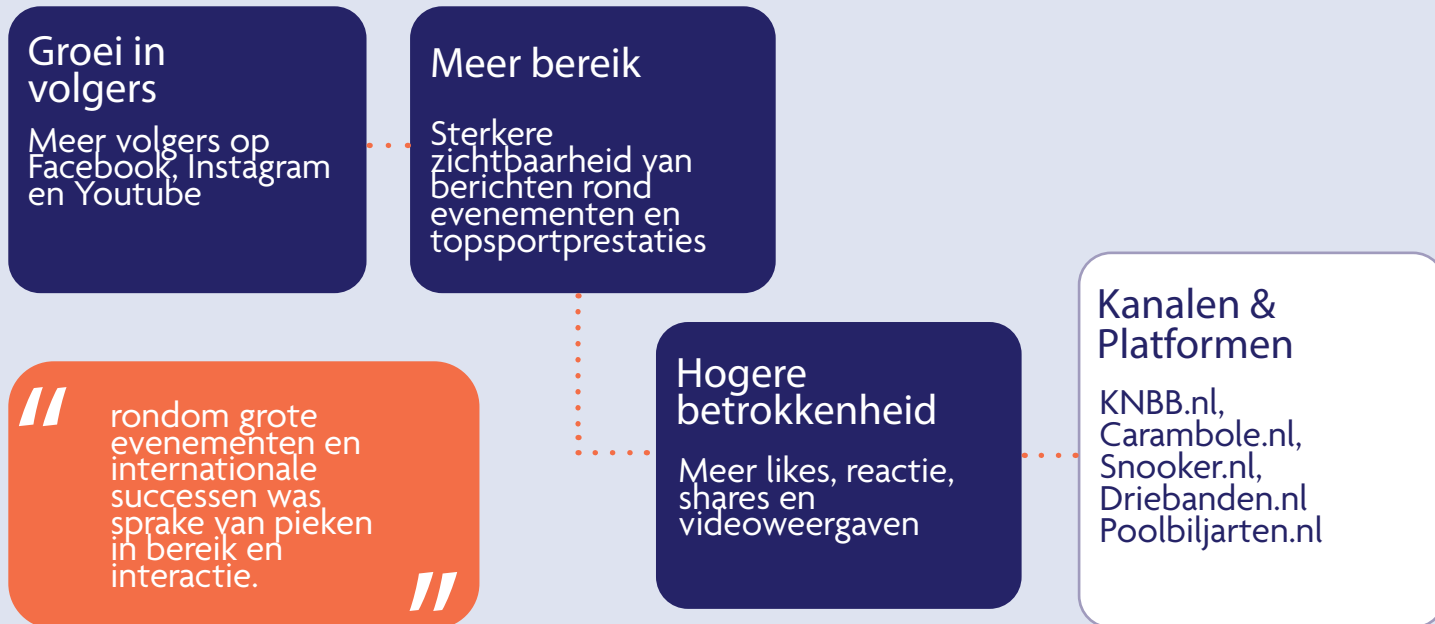 Groei in
volgers
Meer volgers op
Facebook, Instagram
en Youtube
Meer bereik
Sterkere
zichtbaarheid van
berichten rond
evenementen en
topsportprestaties
Hogere
betrokkenheid
Meer likes, reactie,
shares en
videoweergaven
Kanalen &
Platformen
KNBB.nl,
Carambole.nl,
Snooker.nl,
Driebanden.nl
Poolbiljarten.nl
“
rondom grote
evenementen en
internationale
successen was
sprake van pieken
in bereik en
interactie.
”